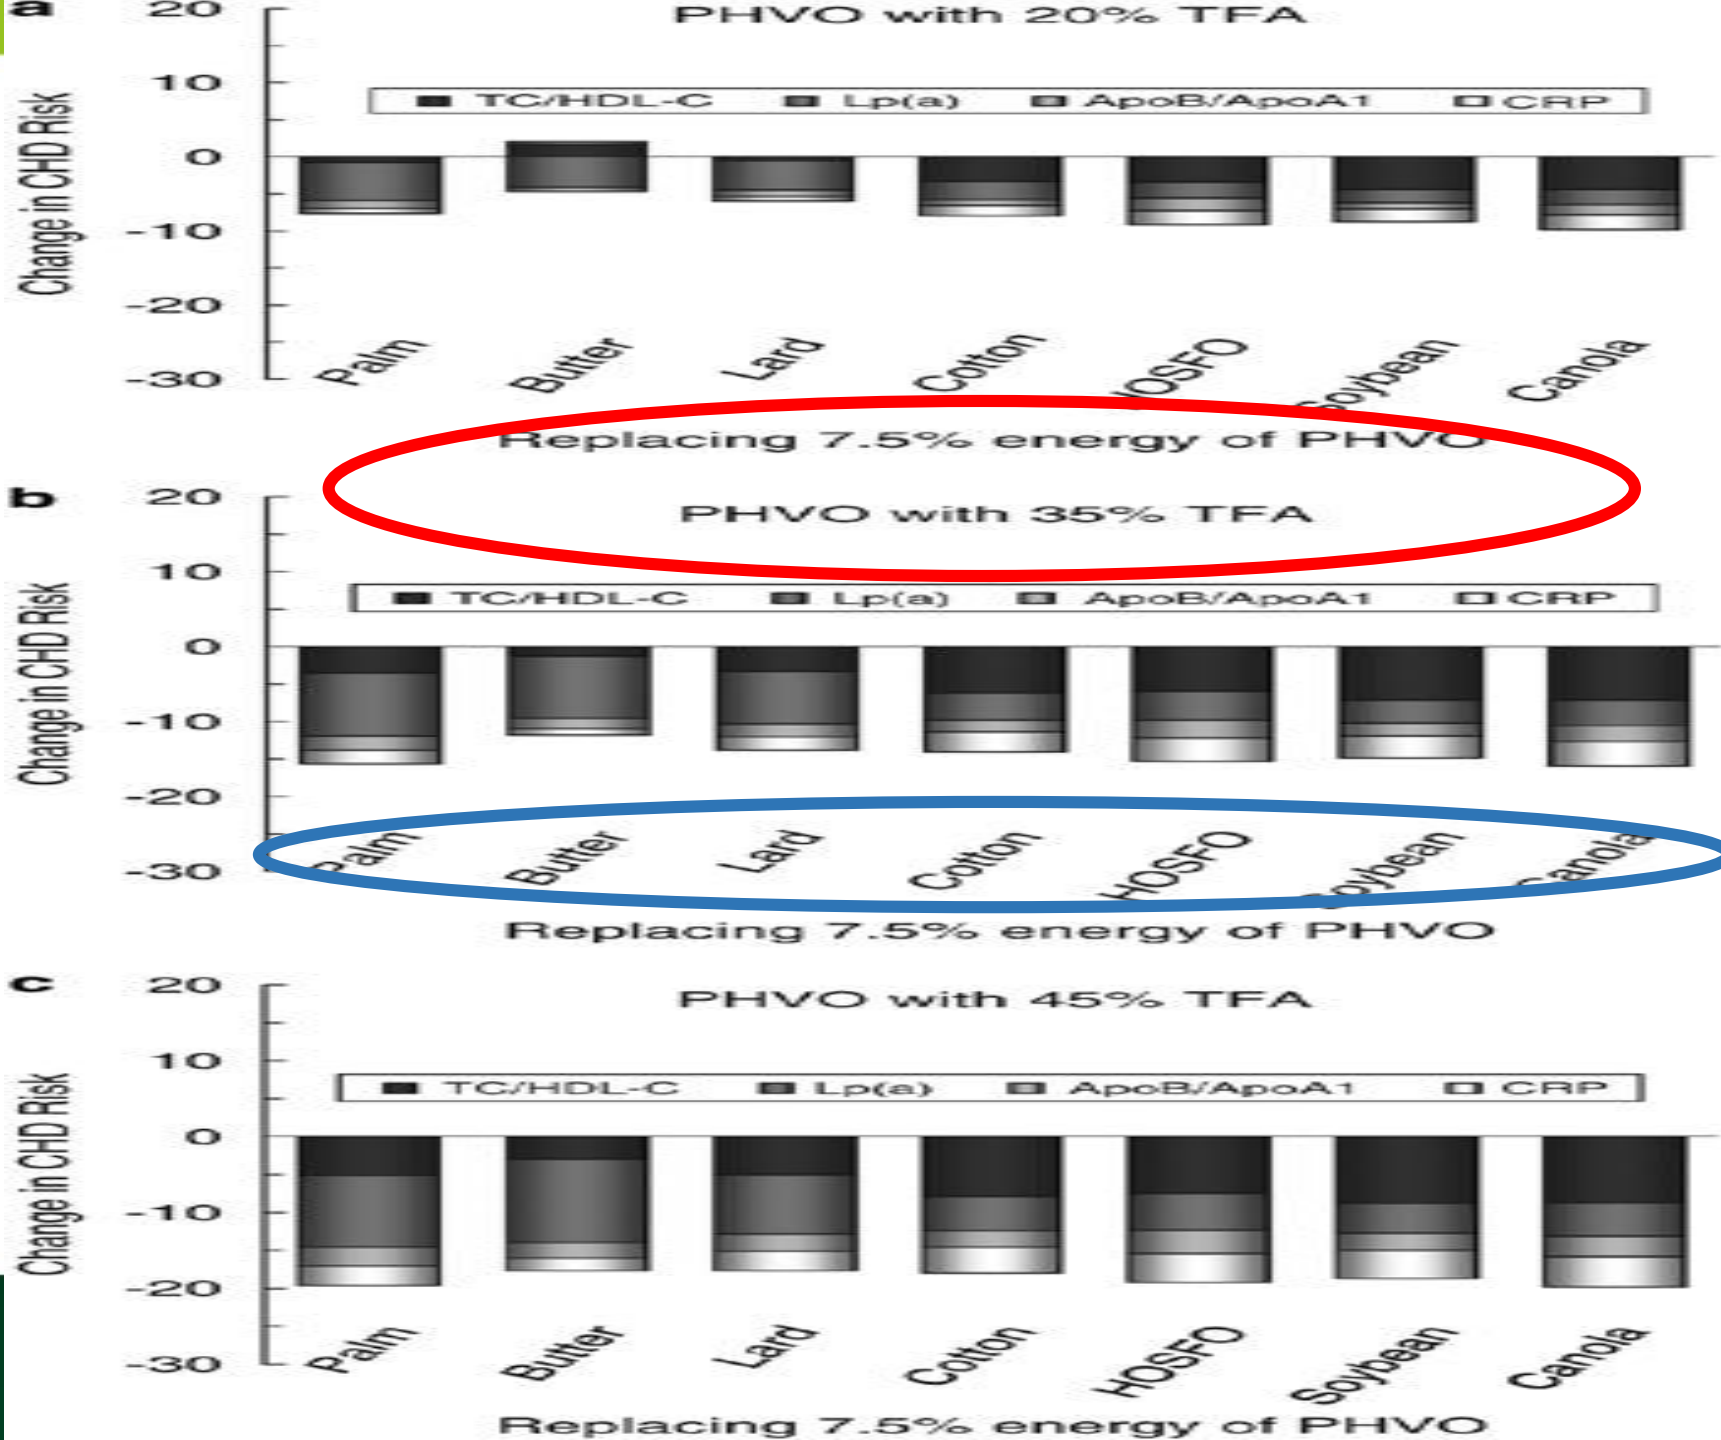 a
PHVO with 20% TFA
20
10
0
-10
-20
-30
Change in CHD Risk
TC/HDL-C Lp(a) ApoB/ApoA1 CRP
Palm Butter Lard Cotton HOSFO Soybean Canola
Replacing 7.5% energy of PHVO
b
PHVO with 35% TFA
20
10
0
-10
-20
-30
Change in CHD Risk
TC/HDL-C Lp(a) ApoB/ApoA1 CRP
Palm Butter Lard Cotton HOSFO Soybean Canola
Replacing 7.5% energy of PHVO
c
PHVO with 45% TFA
20
10
0
-10
-20
-30
Change in CHD Risk
TC/HDL-C Lp(a) ApoB/ApoA1 CRP
Palm Butter Lard Cotton HOSFO Soybean Canola
Replacing 7.5% energy of PHVO